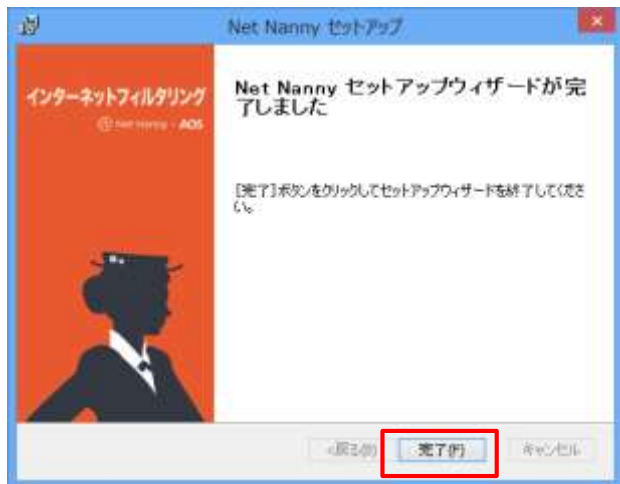 Net Nanny セットアップ
インターネットフィルタリング
Net Nanny - AOS
Net Nanny セットアップウィザードが完
了しました
[完了]ボタンをクリックしてセットアップウィザードを終了してくださ
い。
<戻る(B)
完了(F)
キャンセル